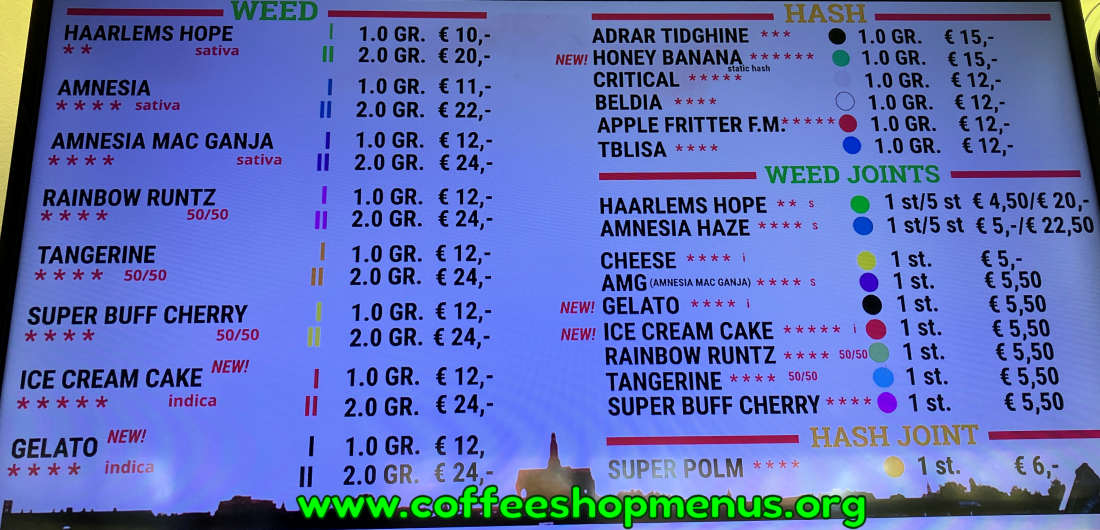 WEED
HAARLEMS HOPE I 1.0 GR. € 10,-
** sativa II 2.0 GR. € 20,-
AMNESIA I 1.0 GR. € 11,-
**** sativa II 2.0 GR. € 22,-
AMNESIA MAC GANJA I 1.0 GR. € 12,-
**** sativa II 2.0 GR. € 24,-
RAINBOW RUNTZ I 1.0 GR. € 12,-
**** 50/50 II 2.0 GR. € 24,-
TANGERINE I 1.0 GR. € 12,-
**** 50/50 II 2.0 GR. € 24,-
SUPER BUFF CHERRY I 1.0 GR. € 12,-
**** 50/50 II 2.0 GR. € 24,-
ICE CREAM CAKE NEW! I 1.0 GR. € 12,-
***** indica II 2.0 GR. € 24,-
GELATO NEW! I 1.0 GR. € 12,
**** indica II 2.0 GR. € 24,-
HASH
ADRAR TIDGHINE *** 1.0 GR. € 15,-
NEW! HONEY BANANA ****** 1.0 GR. € 15,-
static hash
CRITICAL ***** 1.0 GR. € 12,-
BELDIA **** 1.0 GR. € 12,-
APPLE FRITTER F.M. ***** 1.0 GR. € 12,-
TBLISA **** 1.0 GR. € 12,-
WEED JOINTS
HAARLEMS HOPE ** s 1 st/5 st € 4,50/€ 20,-
AMNESIA HAZE **** s 1 st/5 st € 5,-/€ 22,50
CHEESE **** i 1 st. € 5,-
AMG (AMNESIA MAC GANJA) **** s 1 st. € 5,50
NEW! GELATO **** i 1 st. € 5,50
NEW! ICE CREAM CAKE ***** i 1 st. € 5,50
RAINBOW RUNTZ **** 50/50 1 st. € 5,50
TANGERINE **** 50/50 1 st. € 5,50
SUPER BUFF CHERRY **** 1 st. € 5,50
HASH JOINT
SUPER POLM **** 1 st. € 6,-
www.coffeeshopmenus.org